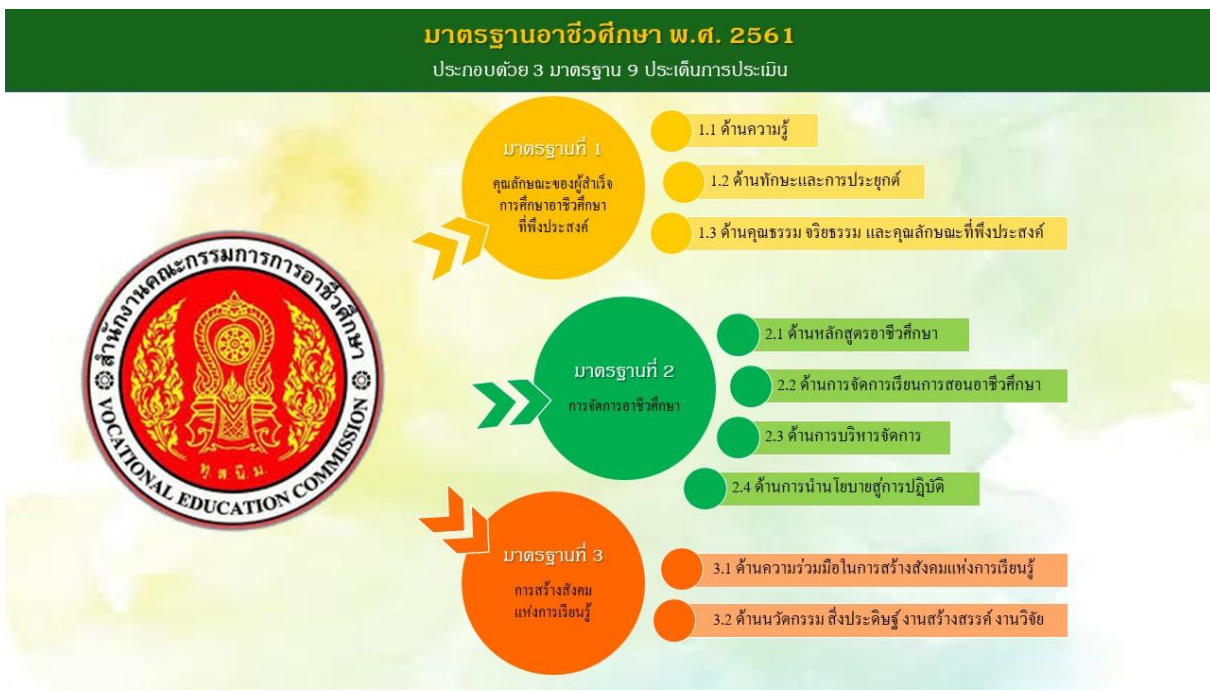 มาตรฐานอาชีวศึกษา พ.ศ. 2561
ประกอบด้วย 3 มาตรฐาน 9 ประเด็นการประเมิน
สำนักงานคณะกรรมการการอาชีวศึกษา
VOCATIONAL EDUCATION COMMISSION
ทุ ส นิ ม
มาตรฐานที่ 1
คุณลักษณะของผู้สำเร็จ
การศึกษาอาชีวศึกษา
ที่พึงประสงค์
1.1 ด้านความรู้
1.2 ด้านทักษะและการประยุกต์
1.3 ด้านคุณธรรม จริยธรรม และคุณลักษณะที่พึงประสงค์
มาตรฐานที่ 2
การจัดการอาชีวศึกษา
2.1 ด้านหลักสูตรอาชีวศึกษา
2.2 ด้านการจัดการเรียนการสอนอาชีวศึกษา
2.3 ด้านการบริหารจัดการ
2.4 ด้านการนำนโยบายสู่การปฏิบัติ
มาตรฐานที่ 3
การสร้างสังคม
แห่งการเรียนรู้
3.1 ด้านความร่วมมือในการสร้างสังคมแห่งการเรียนรู้
3.2 ด้านนวัตกรรม สิ่งประดิษฐ์ งานสร้างสรรค์ งานวิจัย